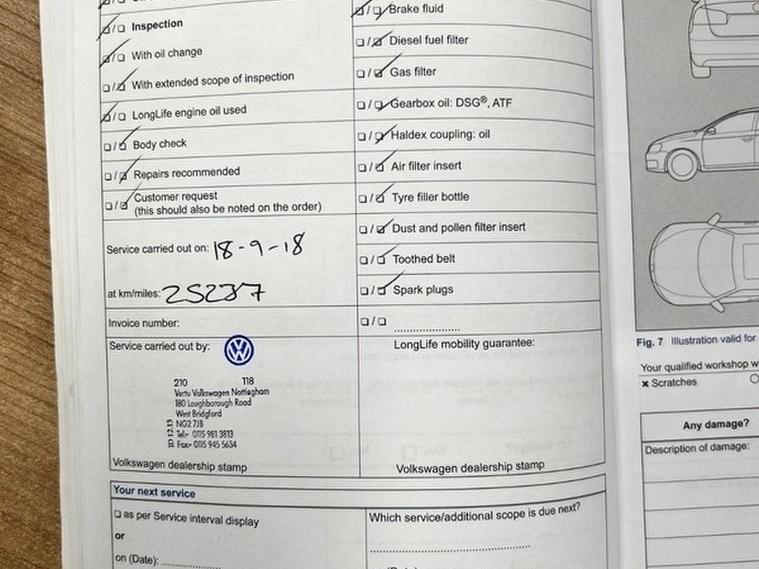 Inspection
With oil change
With extended scope of inspection
LongLife engine oil used
Body check
Repairs recommended
Customer request
(this should also be noted on the order)
Service carried out on: 18-9-18
at km/miles: 25237
Invoice number:
Service carried out by:
210 118
Vertu Volkswagen Nottingham
180 Loughborough Road
West Bridgford
NG2 7JB
Tel:- 0115 981 3813
Fax:- 0115 945 5634
Volkswagen dealership stamp
Brake fluid
Diesel fuel filter
Gas filter
Gearbox oil: DSG®, ATF
Haldex coupling: oil
Air filter insert
Tyre filler bottle
Dust and pollen filter insert
Toothed belt
Spark plugs
LongLife mobility guarantee:
Volkswagen dealership stamp
Your next service
as per Service interval display
or
on (Date):
Which service/additional scope is due next?
Fig. 7 Illustration valid for
Your qualified workshop w
× Scratches
Any damage?
Description of damage: